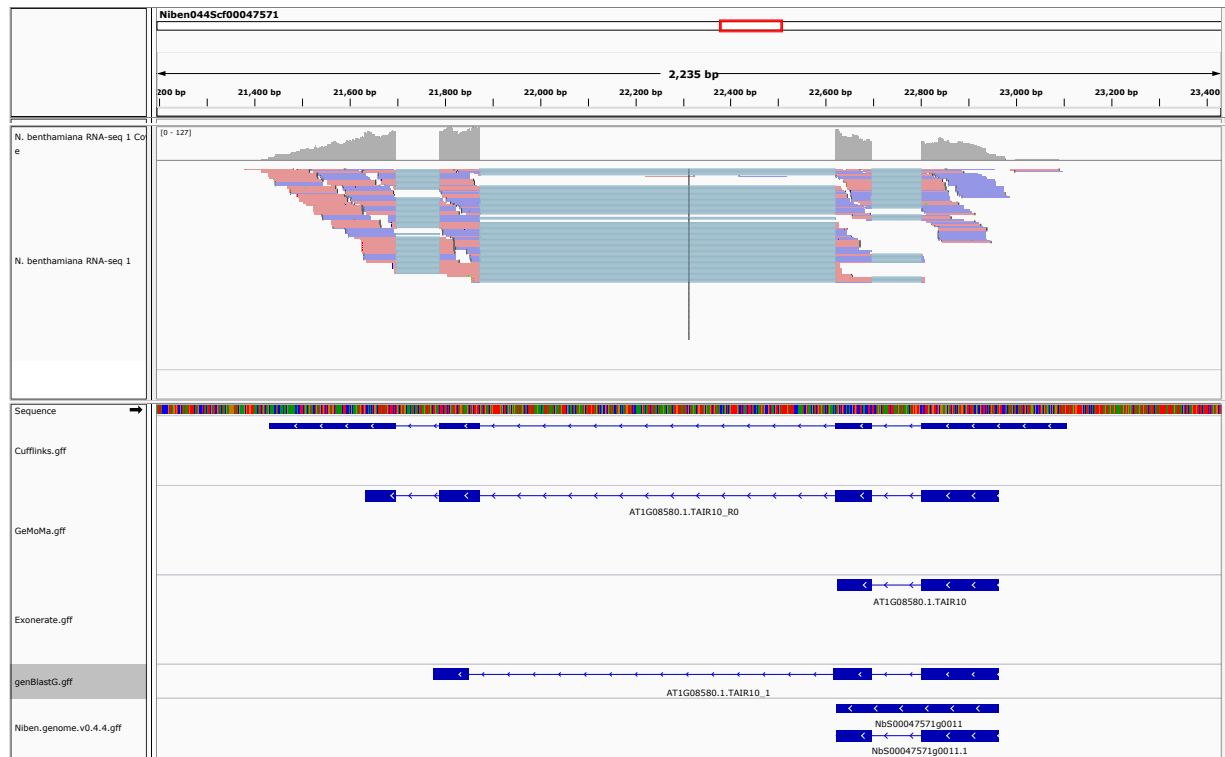 Niben044Scf00047571
2,235 bp
200 bp 21,400 bp 21,600 bp 21,800 bp 22,000 bp 22,200 bp 22,400 bp 22,600 bp 22,800 bp 23,000 bp 23,200 bp 23,400
N. benthamiana RNA-seq 1 Co
e
[0 - 127]
N. benthamiana RNA-seq 1
Sequence
Cufflinks.gff
AT1G08580.1.TAIR10_R0
GeMoMa.gff
AT1G08580.1.TAIR10
Exonerate.gff
genBlastG.gff
AT1G08580.1.TAIR10_1
NbS00047571g0011
Niben.genome.v0.4.4.gff
NbS00047571g0011.1